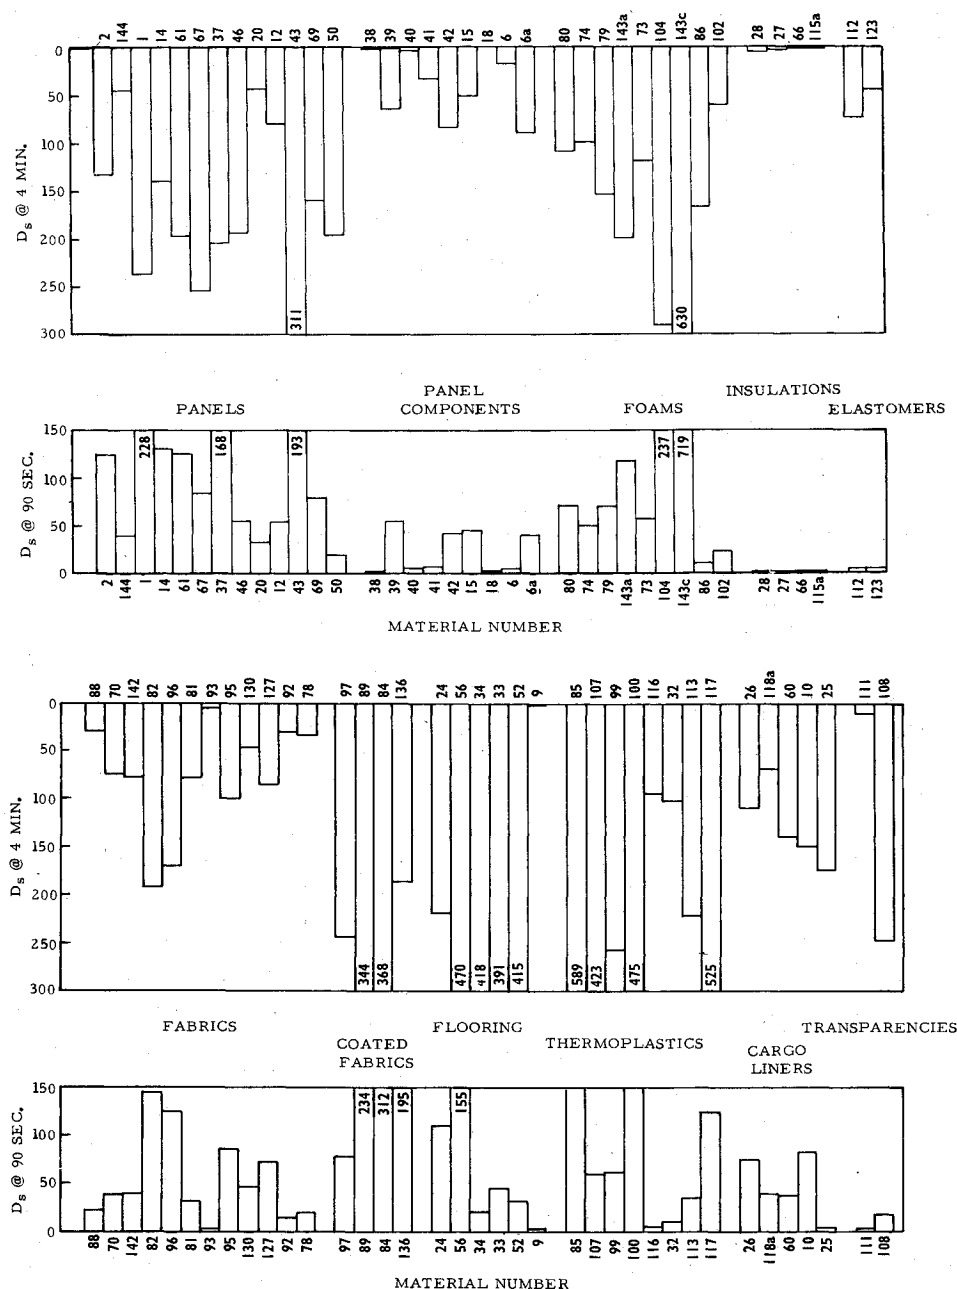 2 144 1 14 61 67 37 46 20 12 43 69 50 38 39 40 41 42 15 18 6 6a 80 74 79 143a 73 104 143c 86 102 28 27 66 115a 112 123
0
50
100
150
200
250
300
Ds @ 4 MIN.
311 630
PANELS PANEL COMPONENTS FOAMS INSULATIONS ELASTOMERS
150
100
50
0
Ds @ 90 SEC.
228 168 193 237 719
2 144 1 14 61 67 37 46 20 12 43 69 50 38 39 40 41 42 15 18 6 6a 80 74 79 143a 73 104 143c 86 102 28 27 66 115a 112 123
MATERIAL NUMBER
88 70 142 82 96 81 93 95 130 127 92 78 97 89 84 136 24 56 34 33 52 9 85 107 99 100 116 32 113 117 26 118a 60 10 25 111 108
0
50
100
150
200
250
300
Ds @ 4 MIN.
344 368 470 418 391 415 589 423 475 525
FABRICS COATED FABRICS FLOORING THERMOPLASTICS CARGO LINERS TRANSPARENCIES
150
100
50
0
Ds @ 90 SEC.
234 312 195 155
88 70 142 82 96 81 93 95 130 127 92 78 97 89 84 136 24 56 34 33 52 9 85 107 99 100 116 32 113 117 26 118a 60 10 25 111 108
MATERIAL NUMBER